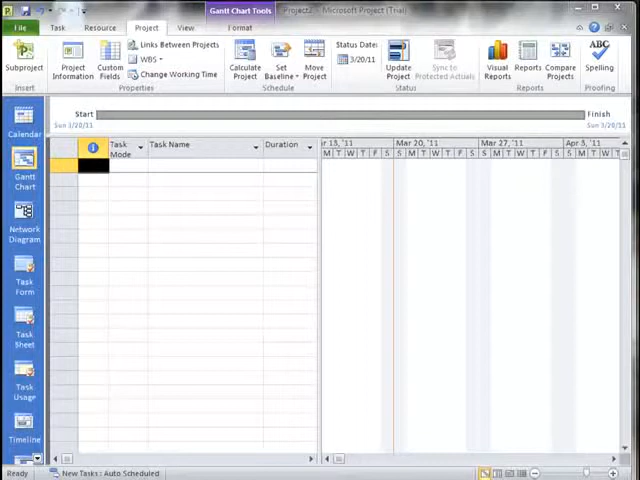 Gantt Chart Tools
Project2 - Microsoft Project (Trial)
File Task Resource Project View Format
Subproject
Project Information
Custom Fields
Links Between Projects
WBS
Change Working Time
Calculate Project
Set Baseline
Move Project
Status Date:
3/20/11
Update Project
Sync to Protected Actuals
Visual Reports
Reports
Compare Projects
ABC
Spelling
Insert Properties Schedule Status Reports Proofing
Start
Sun 3/20/11
Finish
Sun 3/20/11
Calendar
Gantt Chart
Network Diagram
Task Form
Task Sheet
Task Usage
Timeline
Task Mode
Task Name
Duration
ar 13, '11 Mar 20, '11 Mar 27, '11 Apr 3, '11
M T W T F S S M T W T F S S M T W T F S S M T W T
Ready New Tasks : Auto Scheduled